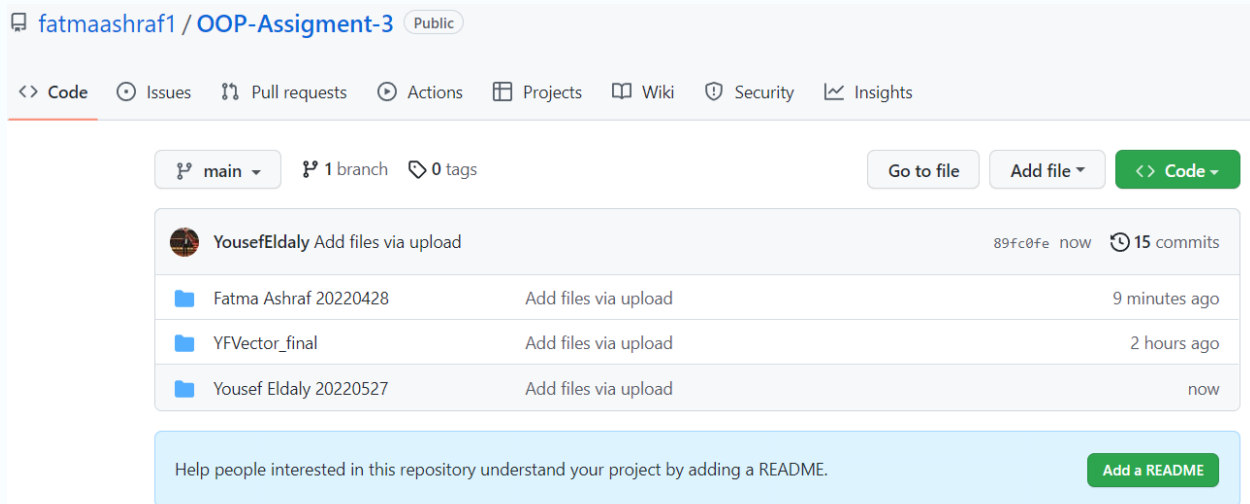 fatmaashraf1 / OOP-Assigment-3 Public
Code Issues Pull requests Actions Projects Wiki Security Insights
main 1 branch 0 tags Go to file Add file Code
YousefEldaly Add files via upload 89fc0fe now 15 commits
Fatma Ashraf 20220428 Add files via upload 9 minutes ago
YFVector_final Add files via upload 2 hours ago
Yousef Eldaly 20220527 Add files via upload now
Help people interested in this repository understand your project by adding a README. Add a README